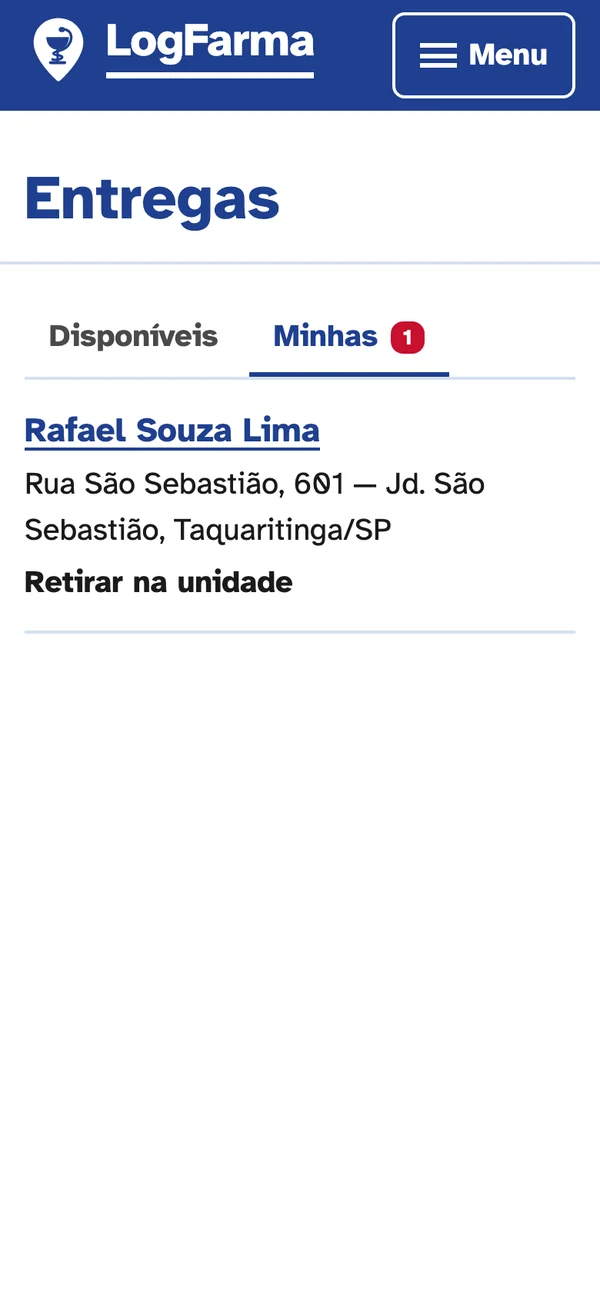 LogFarma
Menu
Entregas
Disponíveis
Minhas 1
Rafael Souza Lima
Rua São Sebastião, 601 — Jd. São
Sebastião, Taquaritinga/SP
Retirar na unidade